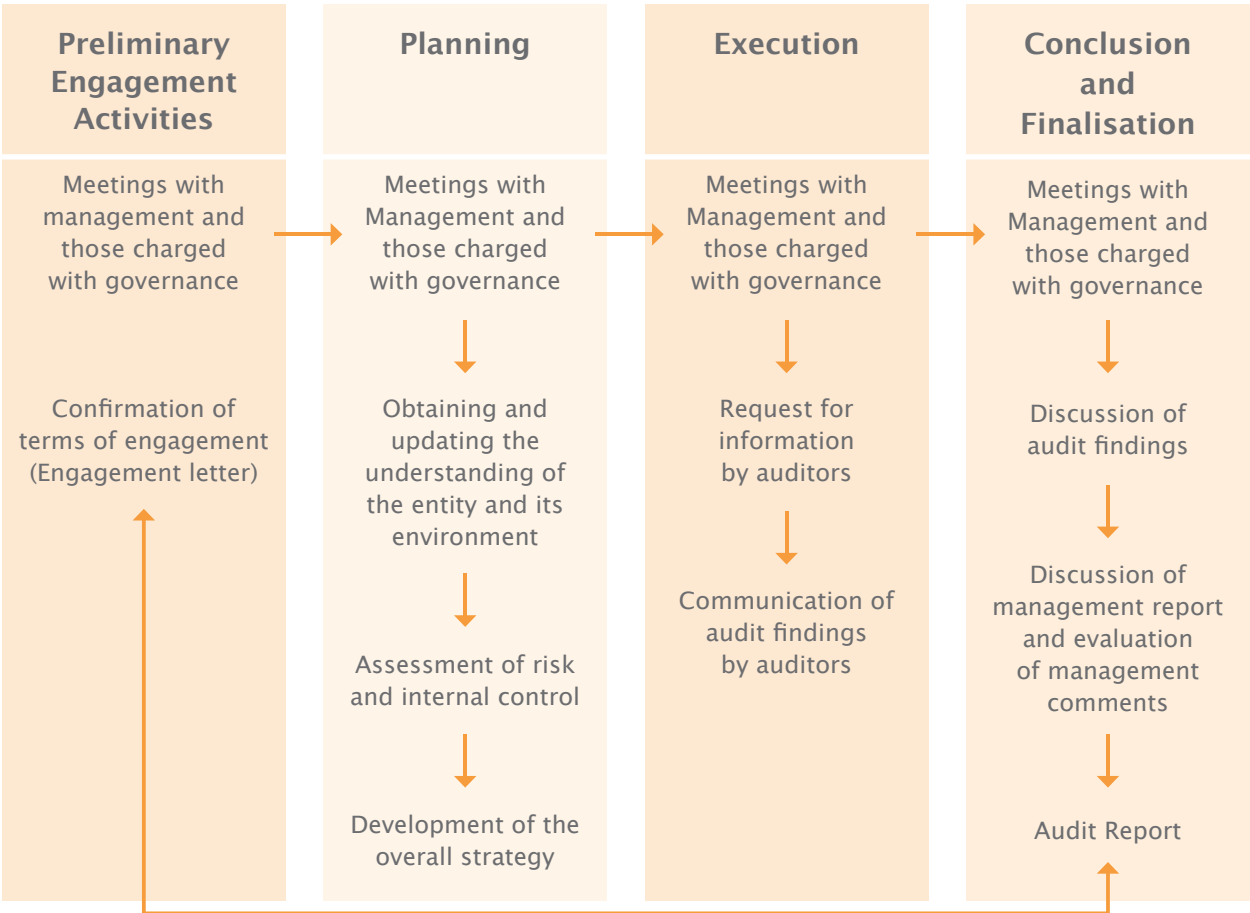 Preliminary
Engagement
Activities
Meetings with
management and
those charged
with governance
Confirmation of
terms of engagement
(Engagement letter)
Planning
Meetings with
Management and
those charged
with governance
Obtaining and
updating the
understanding of
the entity and its
environment
Assessment of risk
and internal control
Development of the
overall strategy
Execution
Meetings with
Management and
those charged
with governance
Request for
information
by auditors
Communication of
audit findings
by auditors
Conclusion
and
Finalisation
Meetings with
Management and
those charged
with governance
Discussion of
audit findings
Discussion of
management report
and evaluation
of management
comments
Audit Report